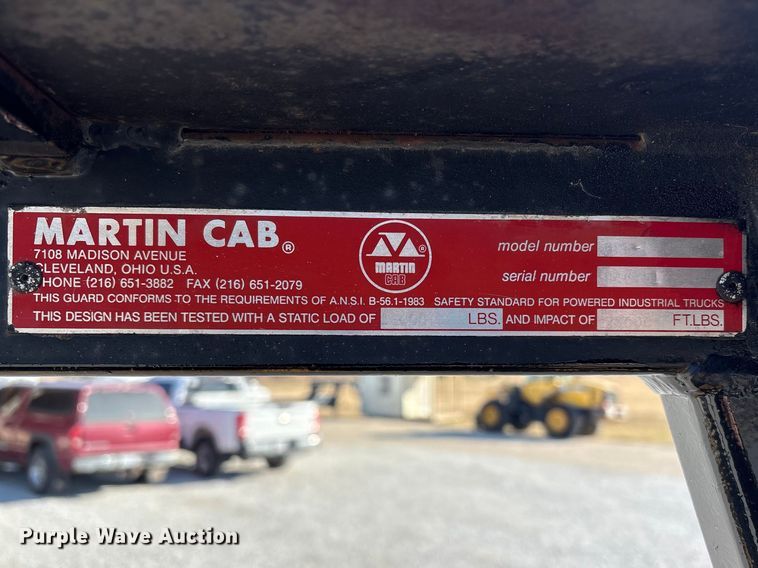 MARTIN CAB ®
7108 MADISON AVENUE
CLEVELAND, OHIO U.S.A.
PHONE (216) 651-3882 FAX (216) 651-2079
THIS GUARD CONFORMS TO THE REQUIREMENTS OF A.N.S.I. B-56.1-1983 SAFETY STANDARD FOR POWERED INDUSTRIAL TRUCKS
THIS DESIGN HAS BEEN TESTED WITH A STATIC LOAD OF LBS. AND IMPACT OF FT.LBS.
®
MARTIN
CAB
model number
serial number
Purple Wave Auction